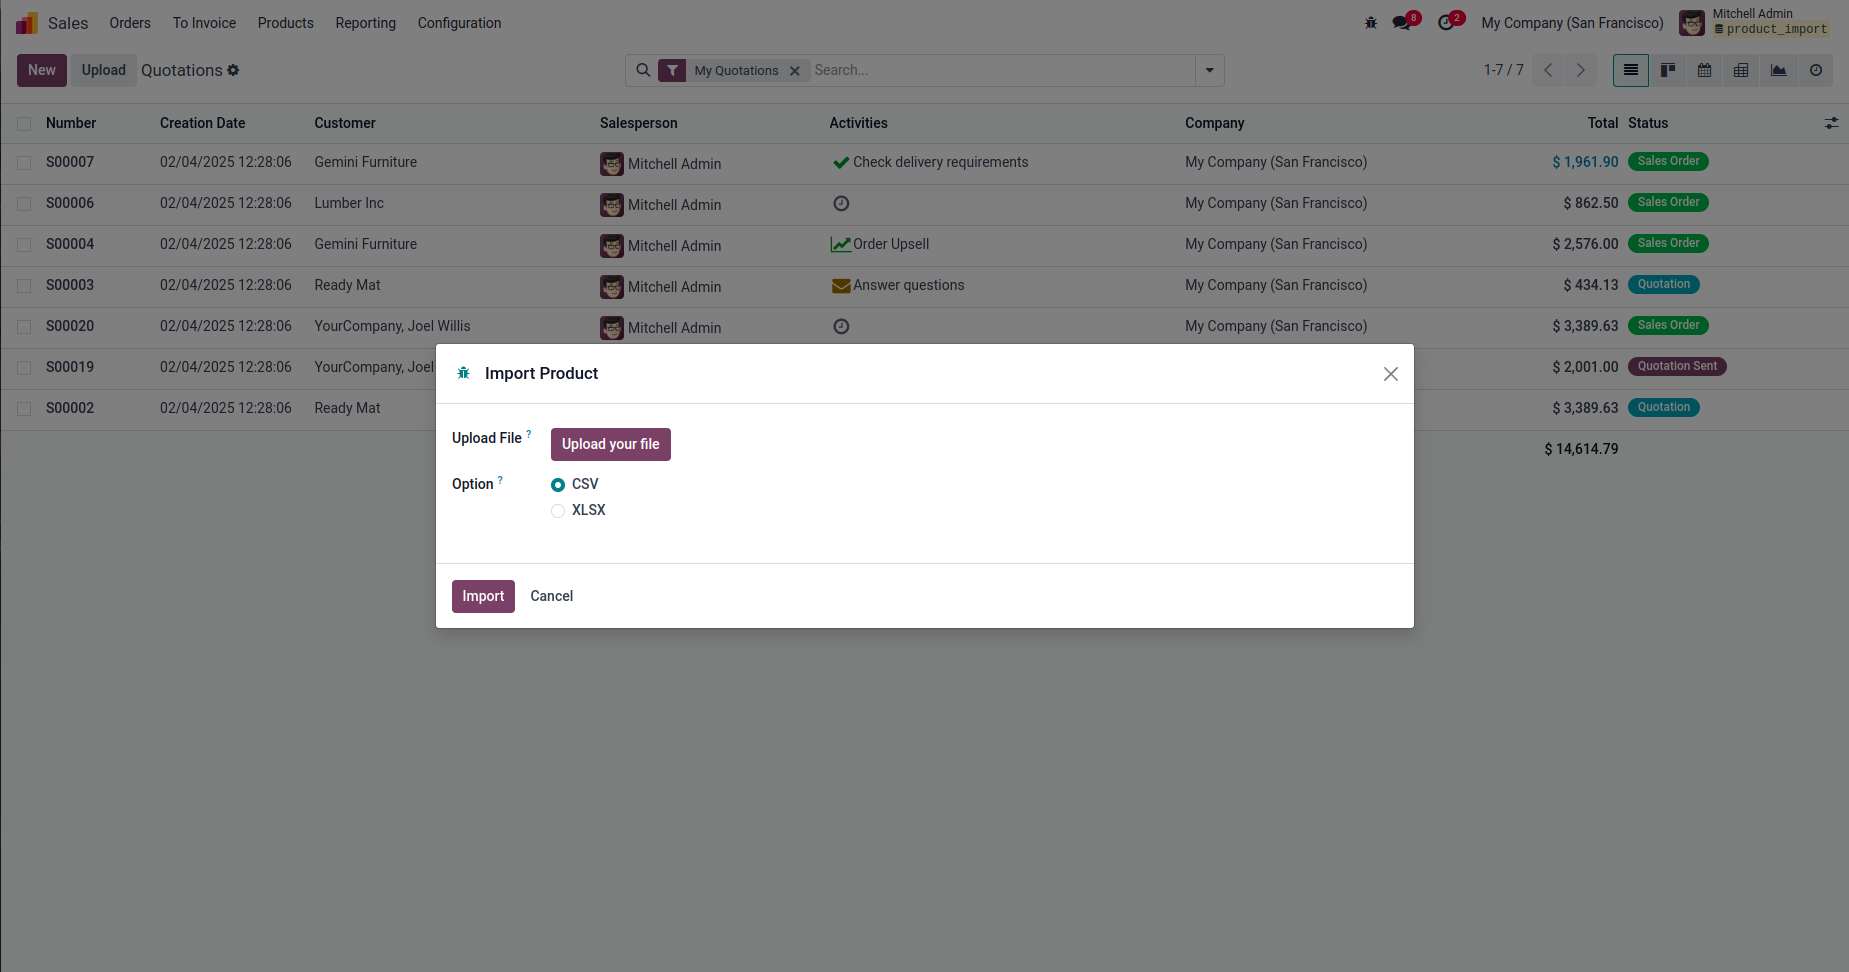 Sales Orders To Invoice Products Reporting Configuration 8 2 My Company (San Francisco) Mitchell Admin
product_import
New Upload Quotations My Quotations Search... 1-7 / 7
Number Creation Date Customer Salesperson Activities Company Total Status
S00007 02/04/2025 12:28:06 Gemini Furniture Mitchell Admin Check delivery requirements My Company (San Francisco) $ 1,961.90 Sales Order
S00006 02/04/2025 12:28:06 Lumber Inc Mitchell Admin My Company (San Francisco) $ 862.50 Sales Order
S00004 02/04/2025 12:28:06 Gemini Furniture Mitchell Admin Order Upsell My Company (San Francisco) $ 2,576.00 Sales Order
S00003 02/04/2025 12:28:06 Ready Mat Mitchell Admin Answer questions My Company (San Francisco) $ 434.13 Quotation
S00020 02/04/2025 12:28:06 YourCompany, Joel Willis Mitchell Admin My Company (San Francisco) $ 3,389.63 Sales Order
S00019 02/04/2025 12:28:06 YourCompany, Joel $ 2,001.00 Quotation Sent
S00002 02/04/2025 12:28:06 Ready Mat $ 3,389.63 Quotation
$ 14,614.79
Import Product
Upload File ? Upload your file
Option ? CSV
XLSX
Import Cancel